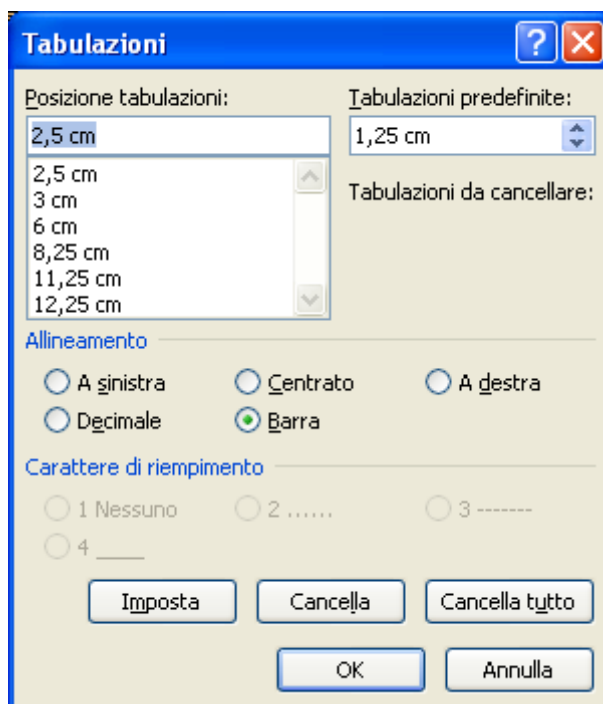 Tabulazioni
Posizione tabulazioni: Tabulazioni predefinite:
2,5 cm 1,25 cm
2,5 cm Tabulazioni da cancellare:
3 cm
6 cm
8,25 cm
11,25 cm
12,25 cm
Allineamento
A sinistra Centrato A destra
Decimale Barra
Carattere di riempimento
1 Nessuno 2 ...... 3 -------
4 ____
Imposta Cancella Cancella tutto
OK Annulla